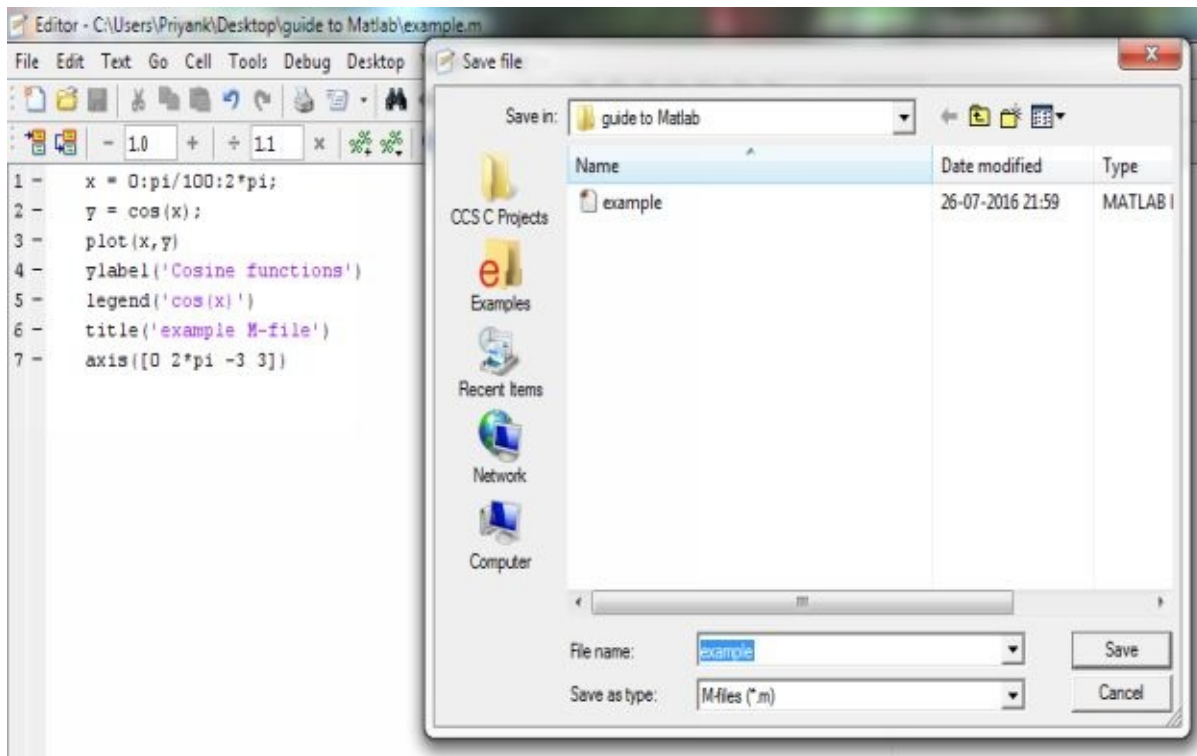 Editor - C:\Users\Priyank\Desktop\guide to Matlab\example.m
File Edit Text Go Cell Tools Debug Desktop
1.0 1.1
1 x = 0:pi/100:2*pi;
2 y = cos(x);
3 plot(x,y)
4 ylabel('Cosine functions')
5 legend('cos(x)')
6 title('example M-file')
7 axis([0 2*pi -3 3])
Save file
Save in: guide to Matlab
Name Date modified Type
example 26-07-2016 21:59 MATLAB
CCS C Projects
Examples
Recent Items
Network
Computer
File name: example Save
Save as type: M-files (*.m) Cancel